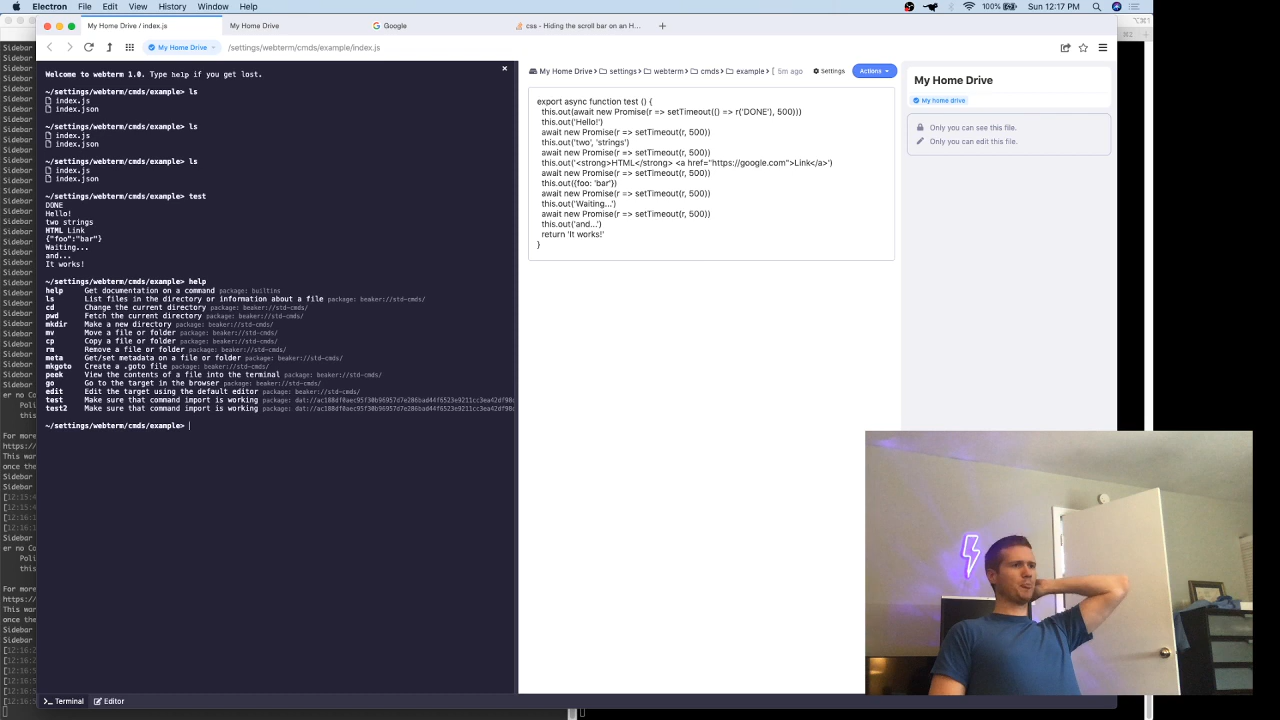 Electron File Edit View History Window Help
100% Sun 12:17 PM
My Home Drive / index.js
My Home Drive
Google
css - Hiding the scroll bar on an H...
My Home Drive
/settings/webterm/cmds/example/index.js
Welcome to webterm 1.0. Type help if you get lost.
~/settings/webterm/cmds/example> ls
index.js
index.json
~/settings/webterm/cmds/example> ls
index.js
index.json
~/settings/webterm/cmds/example> ls
index.js
index.json
~/settings/webterm/cmds/example> test
DONE
Hello!
two strings
HTML Link
{"foo":"bar"}
Waiting...
and...
It works!
~/settings/webterm/cmds/example> help
help Get documentation on a command package: builtins
ls List files in the directory or information about a file package: beaker://std-cmds/
cd Change the current directory package: beaker://std-cmds/
pwd Fetch the current directory package: beaker://std-cmds/
mkdir Make a new directory package: beaker://std-cmds/
mv Move a file or folder package: beaker://std-cmds/
cp Copy a file or folder package: beaker://std-cmds/
rm Remove a file or folder package: beaker://std-cmds/
meta Get/set metadata on a file or folder package: beaker://std-cmds/
mkgoto Create a .goto file package: beaker://std-cmds/
peek View the contents of a file into the terminal package: beaker://std-cmds/
go Go to the target in the browser package: beaker://std-cmds/
edit Edit the target using the default editor package: beaker://std-cmds/
test Make sure that command import is working package:
test2 Make sure that command import is working package:
~/settings/webterm/cmds/example>
Terminal Editor
My Home Drive > settings > webterm > cmds > example > [ 5m ago Settings Actions
export async function test () {
this.out(await new Promise(r => setTimeout(() => r('DONE'), 500)))
this.out('Hello!')
await new Promise(r => setTimeout(r, 500))
this.out('two', 'strings')
await new Promise(r => setTimeout(r, 500))
this.out('<strong>HTML</strong> <a href="https://google.com">Link</a>')
await new Promise(r => setTimeout(r, 500))
this.out({foo: 'bar'})
await new Promise(r => setTimeout(r, 500))
this.out('Waiting...')
await new Promise(r => setTimeout(r, 500))
this.out('and...')
return 'It works!'
}
My Home Drive
My home drive
Only you can see this file.
Only you can edit this file.